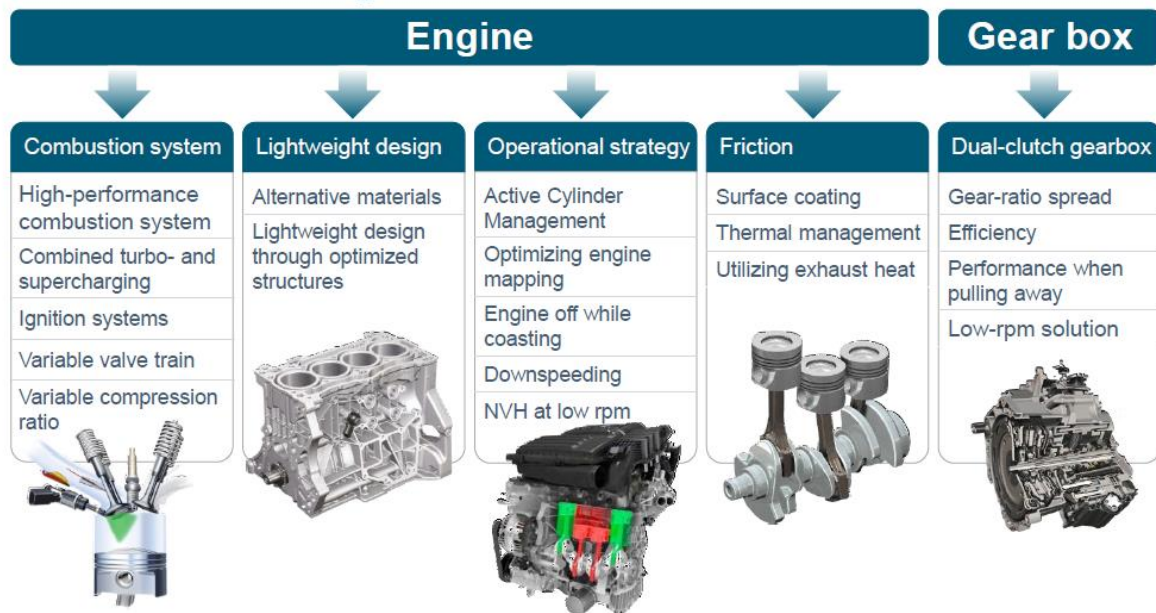 Engine
Gear box
Combustion system
High-performance
combustion system
Combined turbo- and
supercharging
Ignition systems
Variable valve train
Variable compression
ratio
Lightweight design
Alternative materials
Lightweight design
through optimized
structures
Operational strategy
Active Cylinder
Management
Optimizing engine
mapping
Engine off while
coasting
Downspeeding
NVH at low rpm
Friction
Surface coating
Thermal management
Utilizing exhaust heat
Dual-clutch gearbox
Gear-ratio spread
Efficiency
Performance when
pulling away
Low-rpm solution